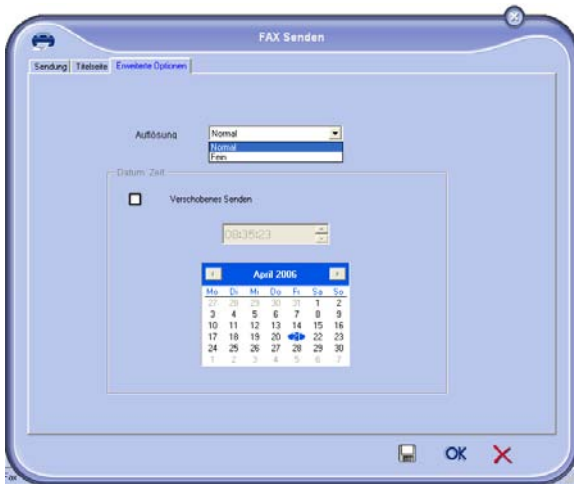 FAX Senden
Sendung Titelseite Erweiterte Optionen
Auflösung Normal
Normal
Fein
Datum Zeit
Verschobenes Senden
08:35:23
April 2006
Mo Di Mi Do Fr Sa So
27 28 29 30 31 1 2
3 4 5 6 7 8 9
10 11 12 13 14 15 16
17 18 19 20 21 22 23
24 25 26 27 28 29 30
1 2 3 4 5 6 7
OK
Fax